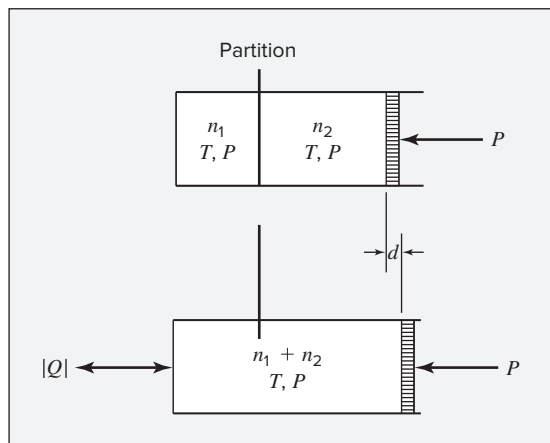 Partition
n₁ n₂
T, P T, P
P
d
|Q|
n₁ + n₂
T, P
P